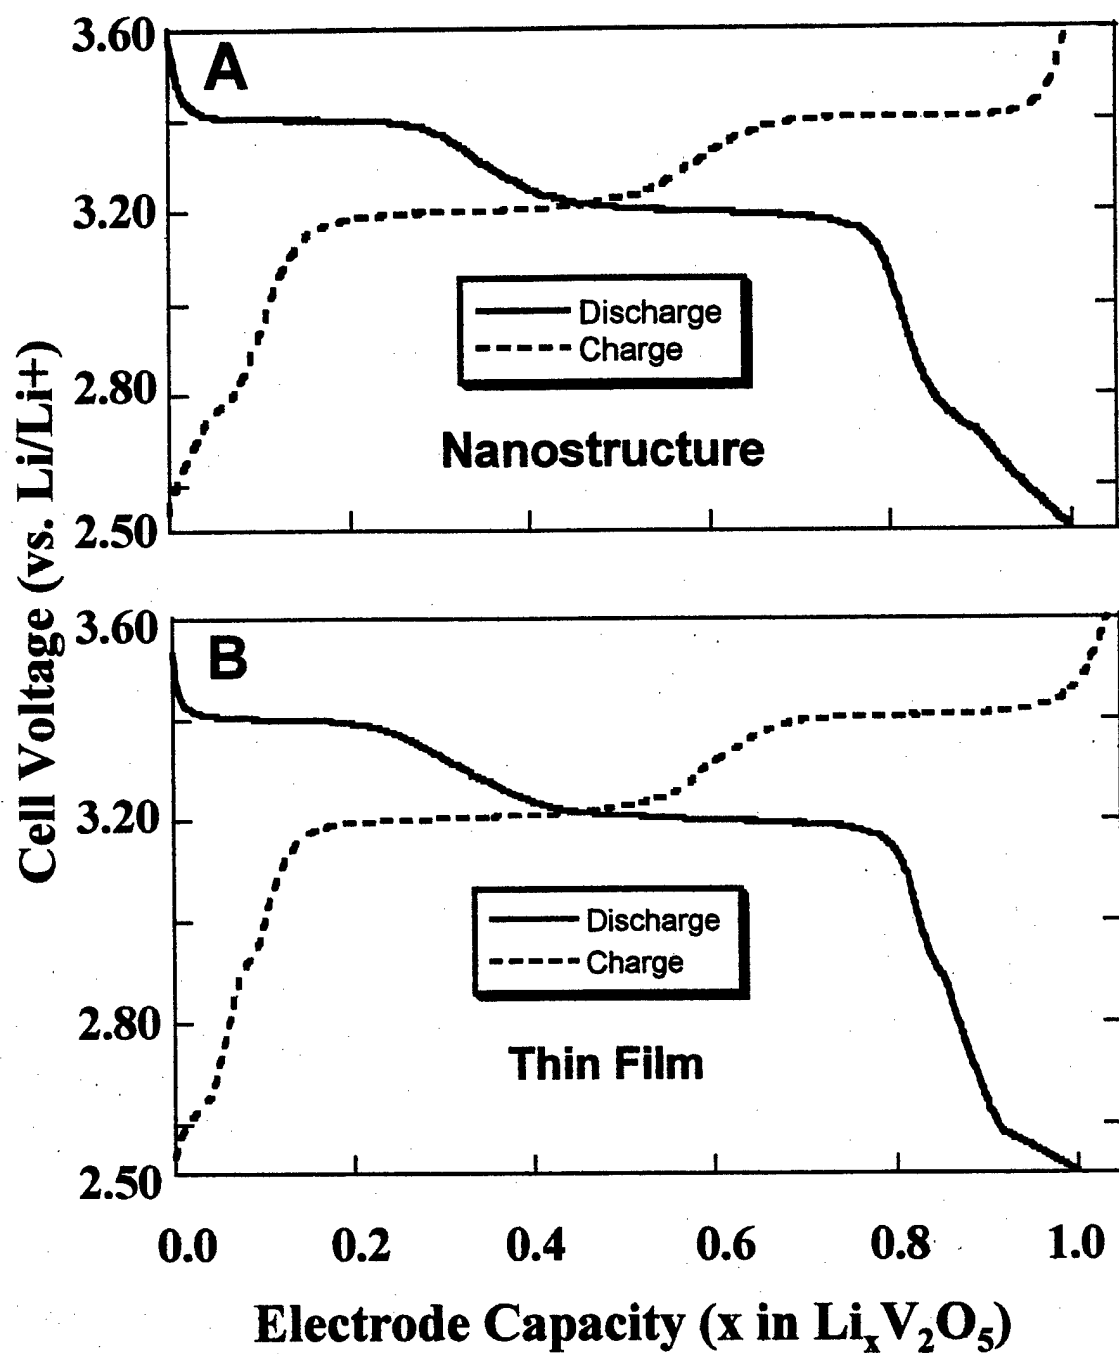 3.60
A
3.20
Discharge
Charge
2.80
Nanostructure
2.50
Cell Voltage (vs. Li/Li+)
3.60
B
3.20
Discharge
Charge
2.80
Thin Film
2.50
0.0 0.2 0.4 0.6 0.8 1.0
Electrode Capacity (x in LiₓV₂O₅)